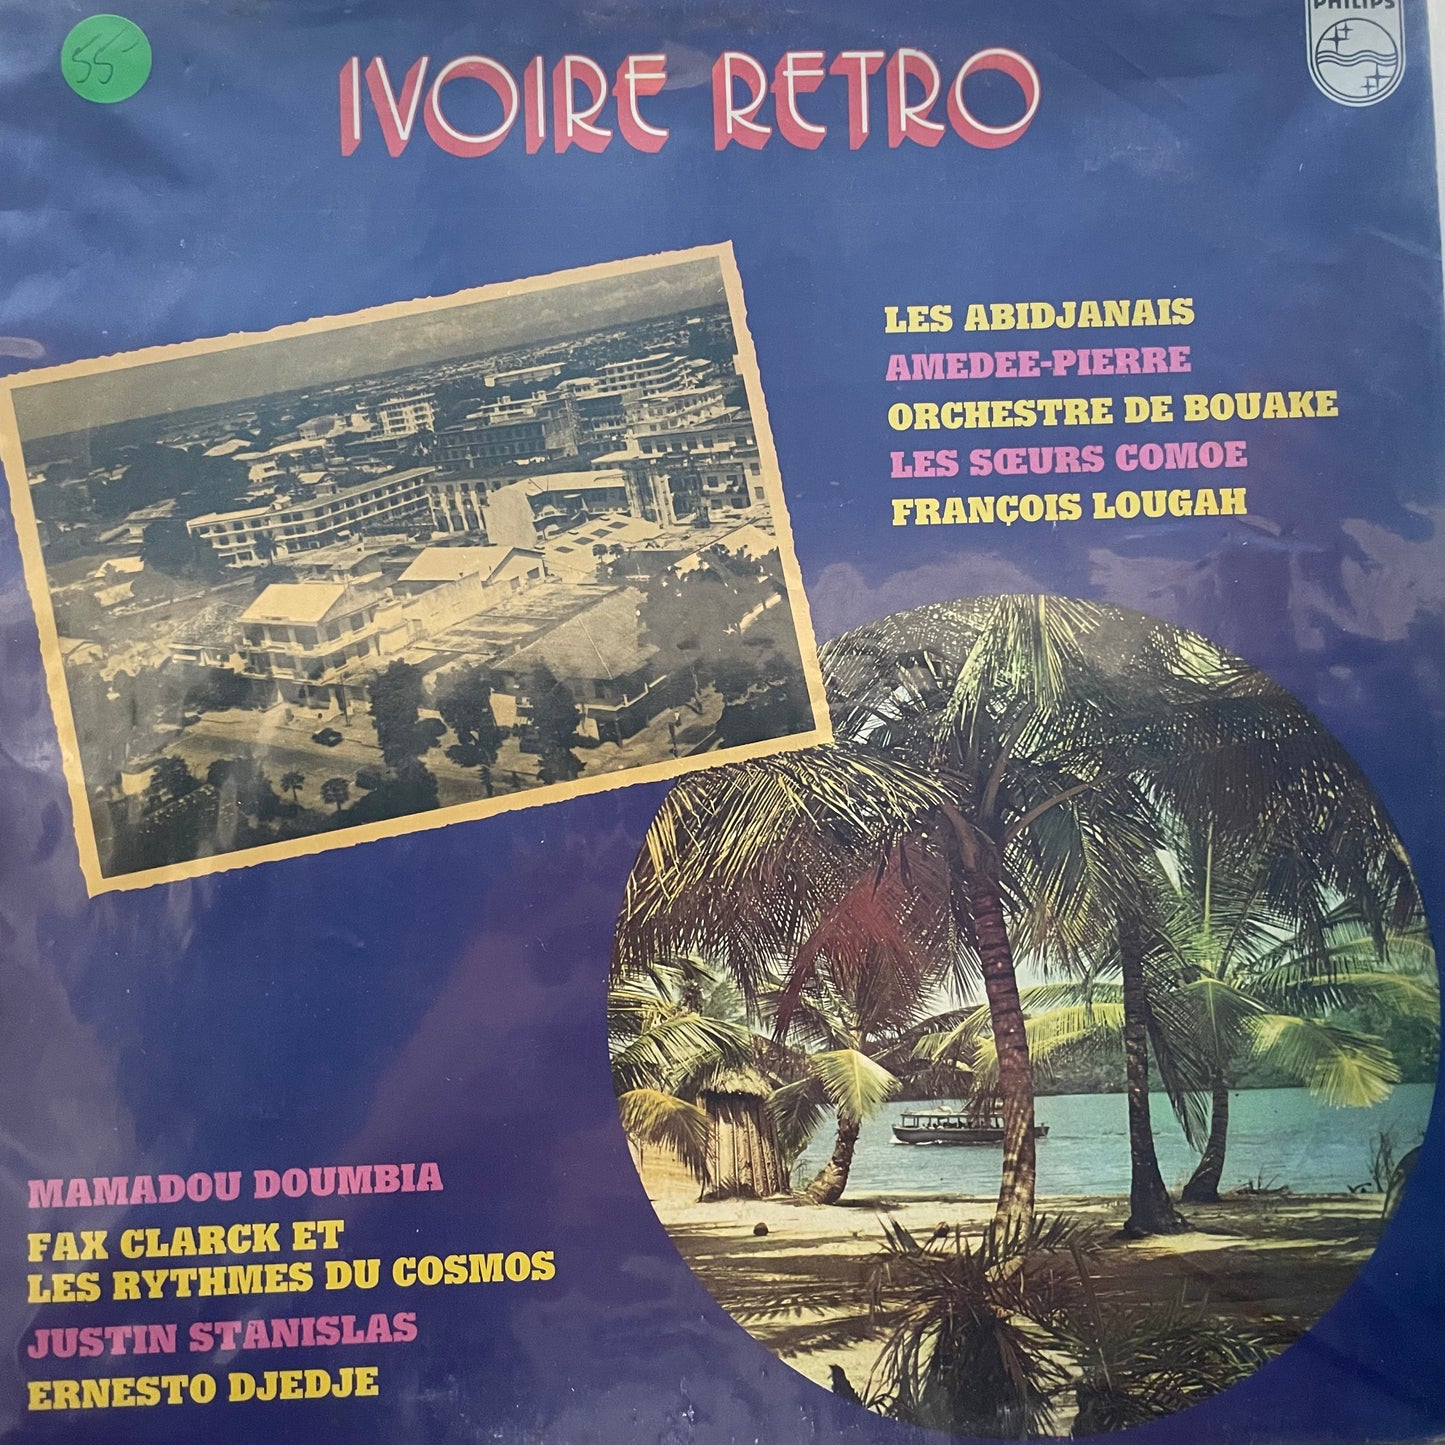 55
PHILIPS
IVOIRE RETRO
LES ABIDJANAIS
AMEDEE-PIERRE
ORCHESTRE DE BOUAKE
LES SŒURS COMOE
FRANÇOIS LOUGAH
MAMADOU DOUMBIA
FAX CLARCK ET
LES RYTHMES DU COSMOS
JUSTIN STANISLAS
ERNESTO DJEDJE